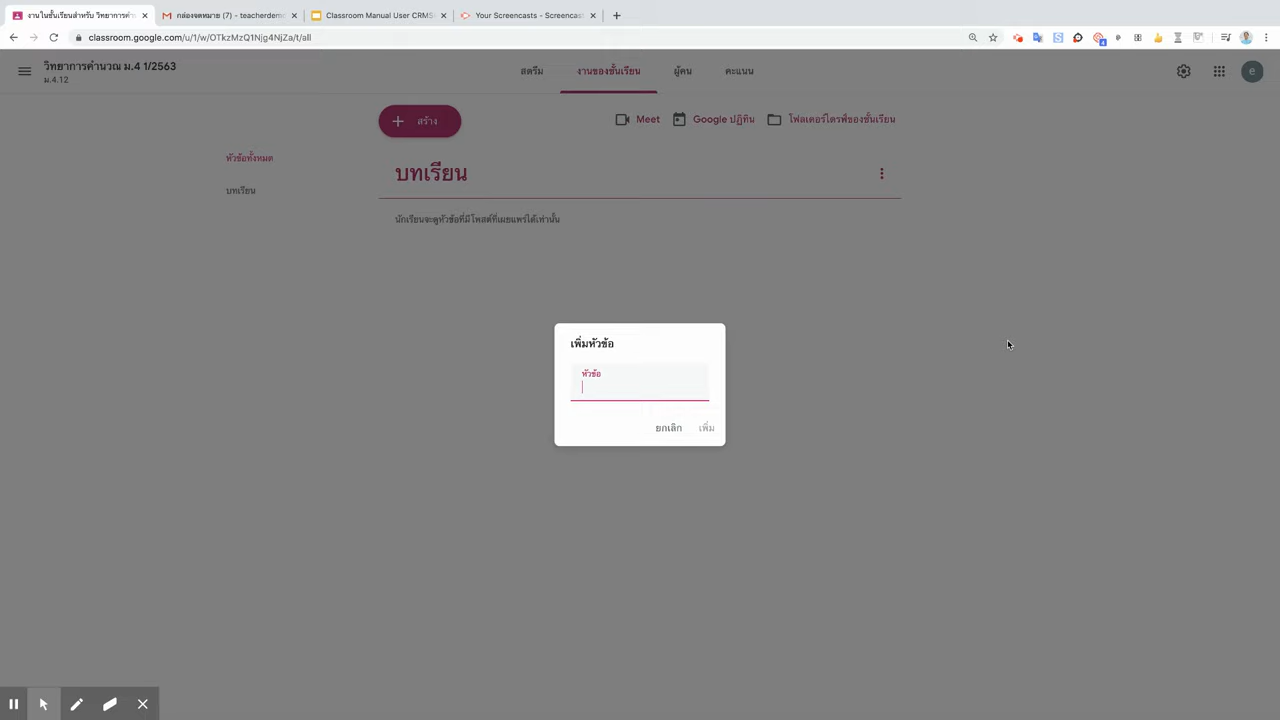 งานในชั้นเรียนสำหรับ วิทยาการคำ
กล่องจดหมาย (7) - teacherdem
Classroom Manual User CRMS
Your Screencasts - Screencast
classroom.google.com/u/1/w/OTkzMzQ1Njg4NjZa/t/all
วิทยาการคำนวณ ม.4 1/2563
ม.4.12
สตรีม
งานของชั้นเรียน
ผู้คน
คะแนน
e
สร้าง
Meet
Google ปฏิทิน
โฟลเดอร์ไดรฟ์ของชั้นเรียน
หัวข้อทั้งหมด
บทเรียน
บทเรียน
นักเรียนจะดูหัวข้อที่มีโพสต์ที่เผยแพร่ได้เท่านั้น
เพิ่มหัวข้อ
หัวข้อ
ยกเลิก
เพิ่ม